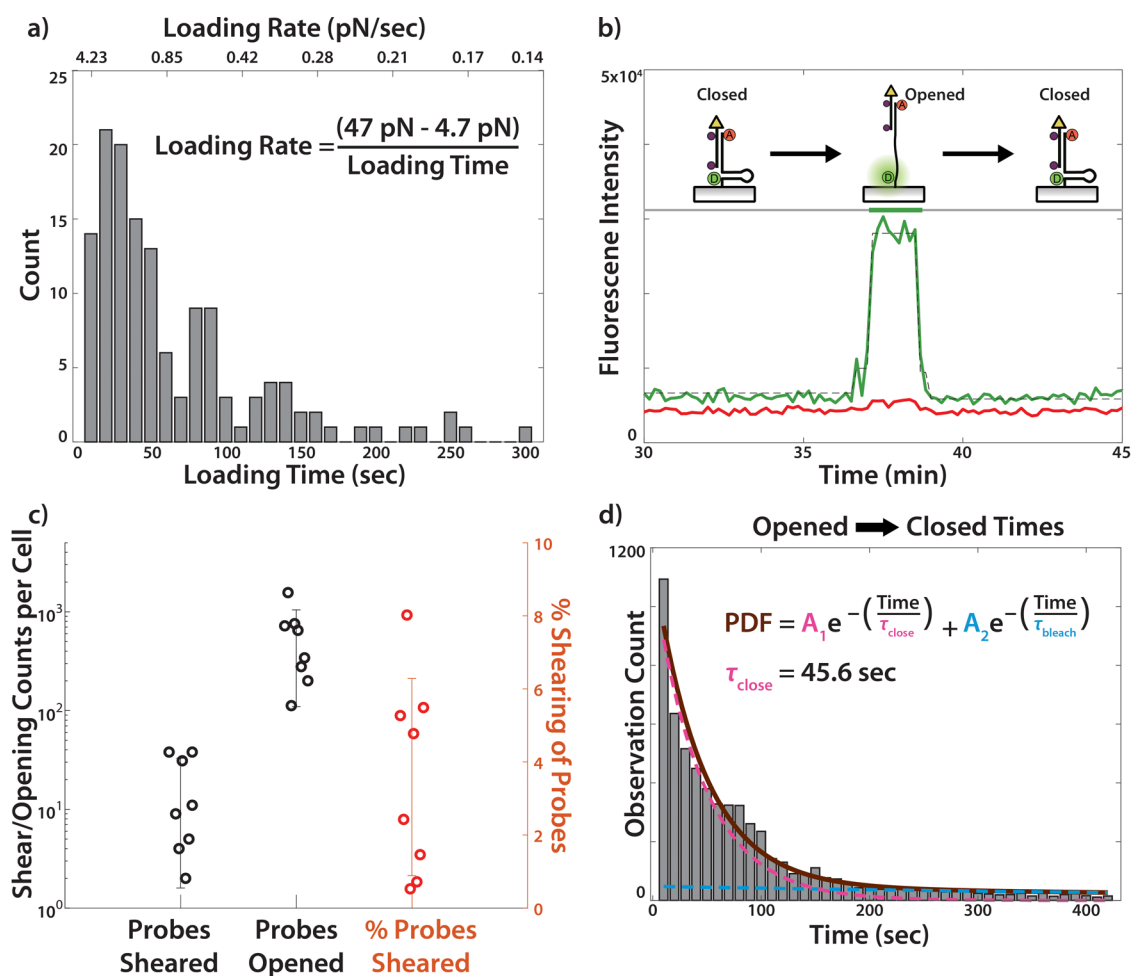 a)
Loading Rate (pN/sec)
4.23 0.85 0.42 0.28 0.21 0.17 0.14
25
20
15
10
5
0
Count
Loading Rate = (47 pN - 4.7 pN)
Loading Time
50 100 150 200 250 300
Loading Time (sec)
b)
5x10⁴
0
Fluorescene Intensity
Closed Opened Closed
A A A
D D D
30 35 40 45
Time (min)
c)
Shear/Opening Counts per Cell
10³
10²
10¹
10⁰
10
8
6
4
2
0
% Shearing of Probes
Probes Sheared
Probes Opened
% Probes Sheared
d)
Opened Closed Times
1200
0
Observation Count
PDF = A₁e^-(Time/τclose) + A₂e^-(Time/τbleach)
τclose = 45.6 sec
0 100 200 300 400
Time (sec)